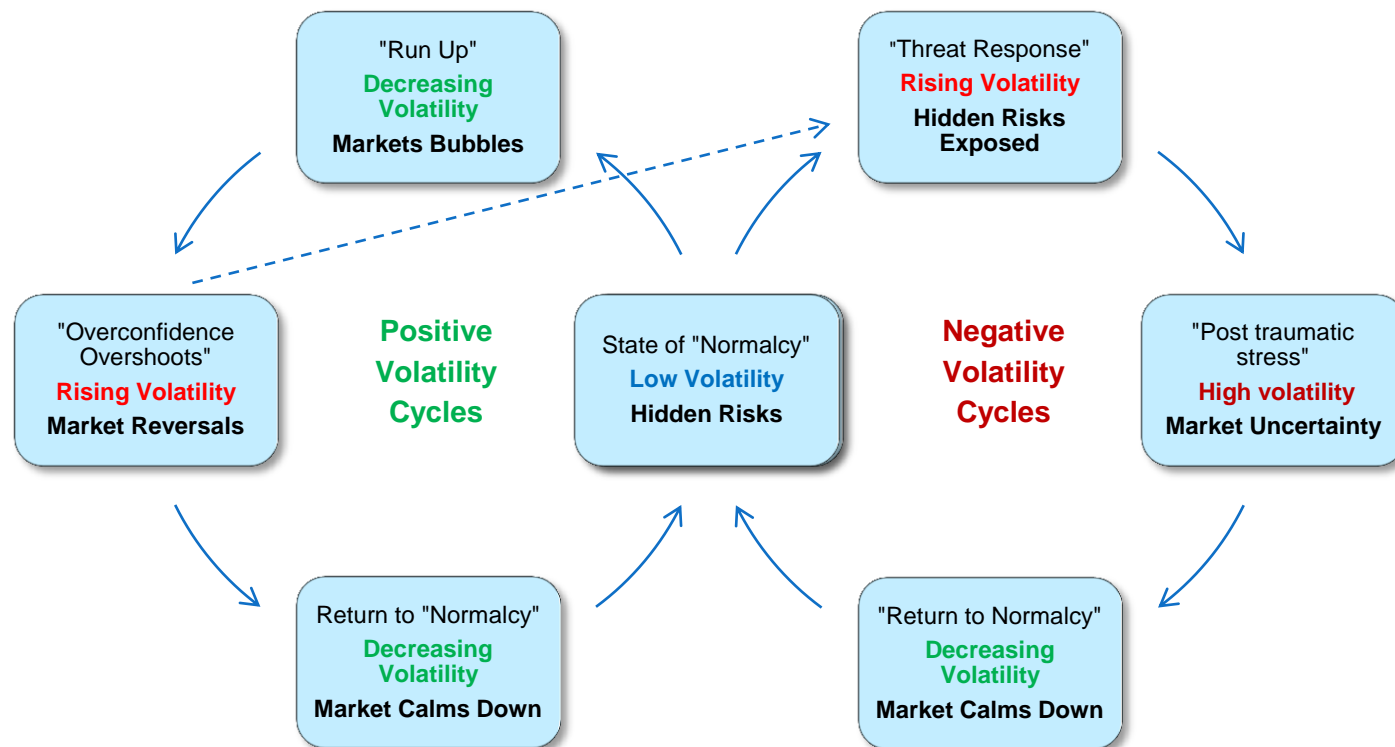 "Run Up"
Decreasing
Volatility
Markets Bubbles
"Threat Response"
Rising Volatility
Hidden Risks
Exposed
"Overconfidence
Overshoots"
Rising Volatility
Market Reversals
Positive
Volatility
Cycles
State of "Normalcy"
Low Volatility
Hidden Risks
Negative
Volatility
Cycles
"Post traumatic
stress"
High volatility
Market Uncertainty
Return to "Normalcy"
Decreasing
Volatility
Market Calms Down
"Return to Normalcy"
Decreasing
Volatility
Market Calms Down